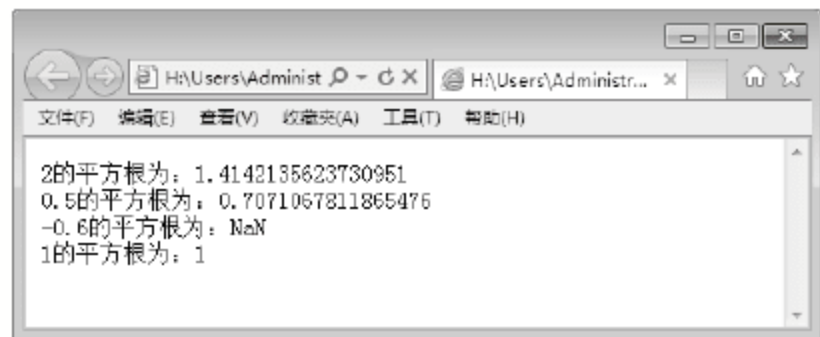 H:\Users\Administ
H:\Users\Administr...
文件(F) 编辑(E) 查看(V) 收藏夹(A) 工具(T) 帮助(H)
2的平方根为：1.4142135623730951
0.5的平方根为：0.7071067811865476
-0.6的平方根为：NaN
1的平方根为：1